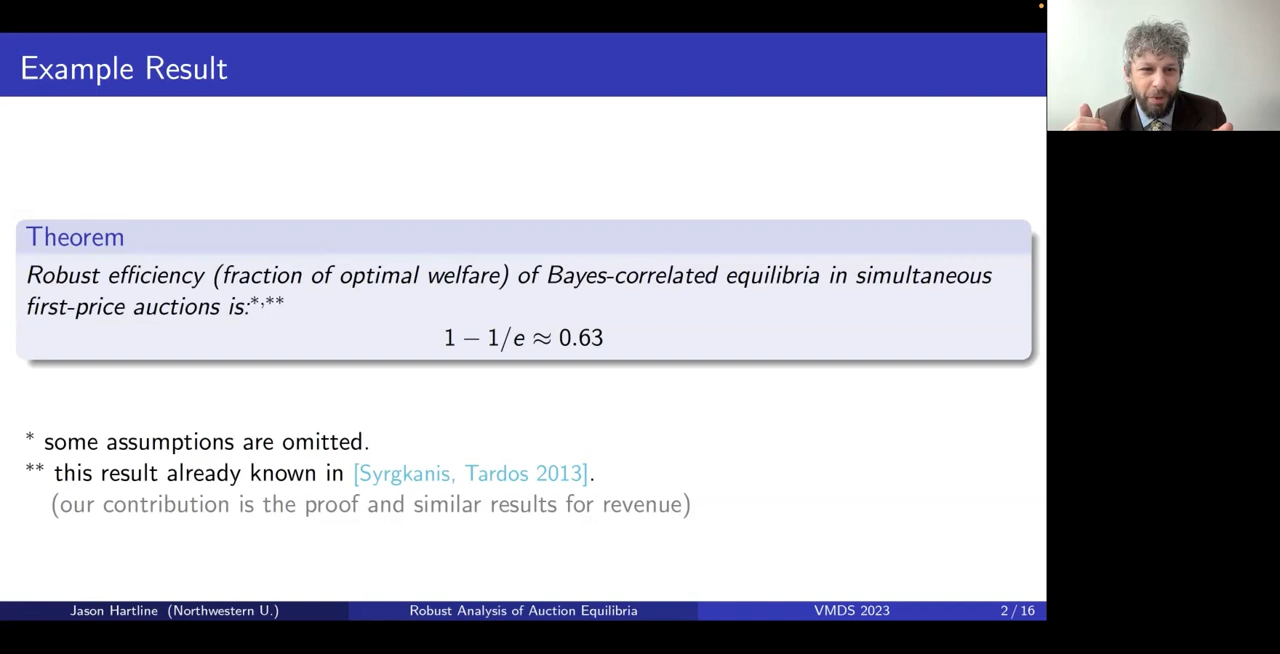 Example Result
Theorem
Robust efficiency (fraction of optimal welfare) of Bayes-correlated equilibria in simultaneous
first-price auctions is:*,**
1 − 1/e ≈ 0.63
* some assumptions are omitted.
** this result already known in [Syrgkanis, Tardos 2013].
(our contribution is the proof and similar results for revenue)
Jason Hartline (Northwestern U.) Robust Analysis of Auction Equilibria VMDS 2023 2 / 16